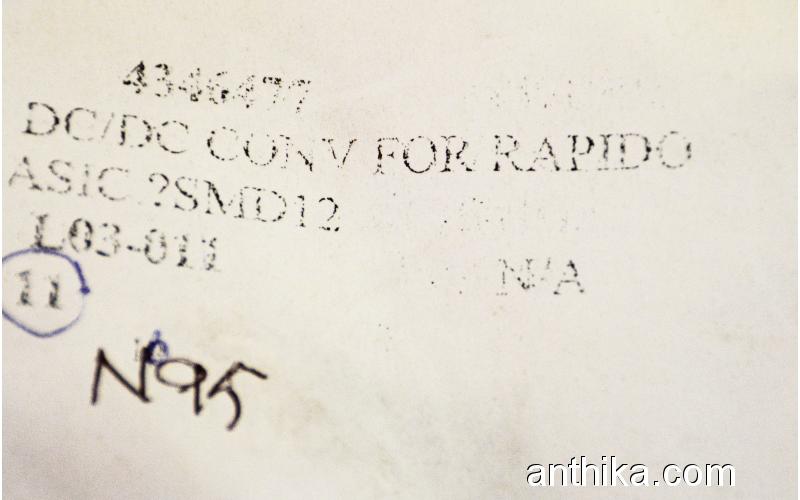 4346477
DC/DC CONV FOR RAPIDO
ASIC ?SMD12
L03-011
N/A
11
N95
anthika.com